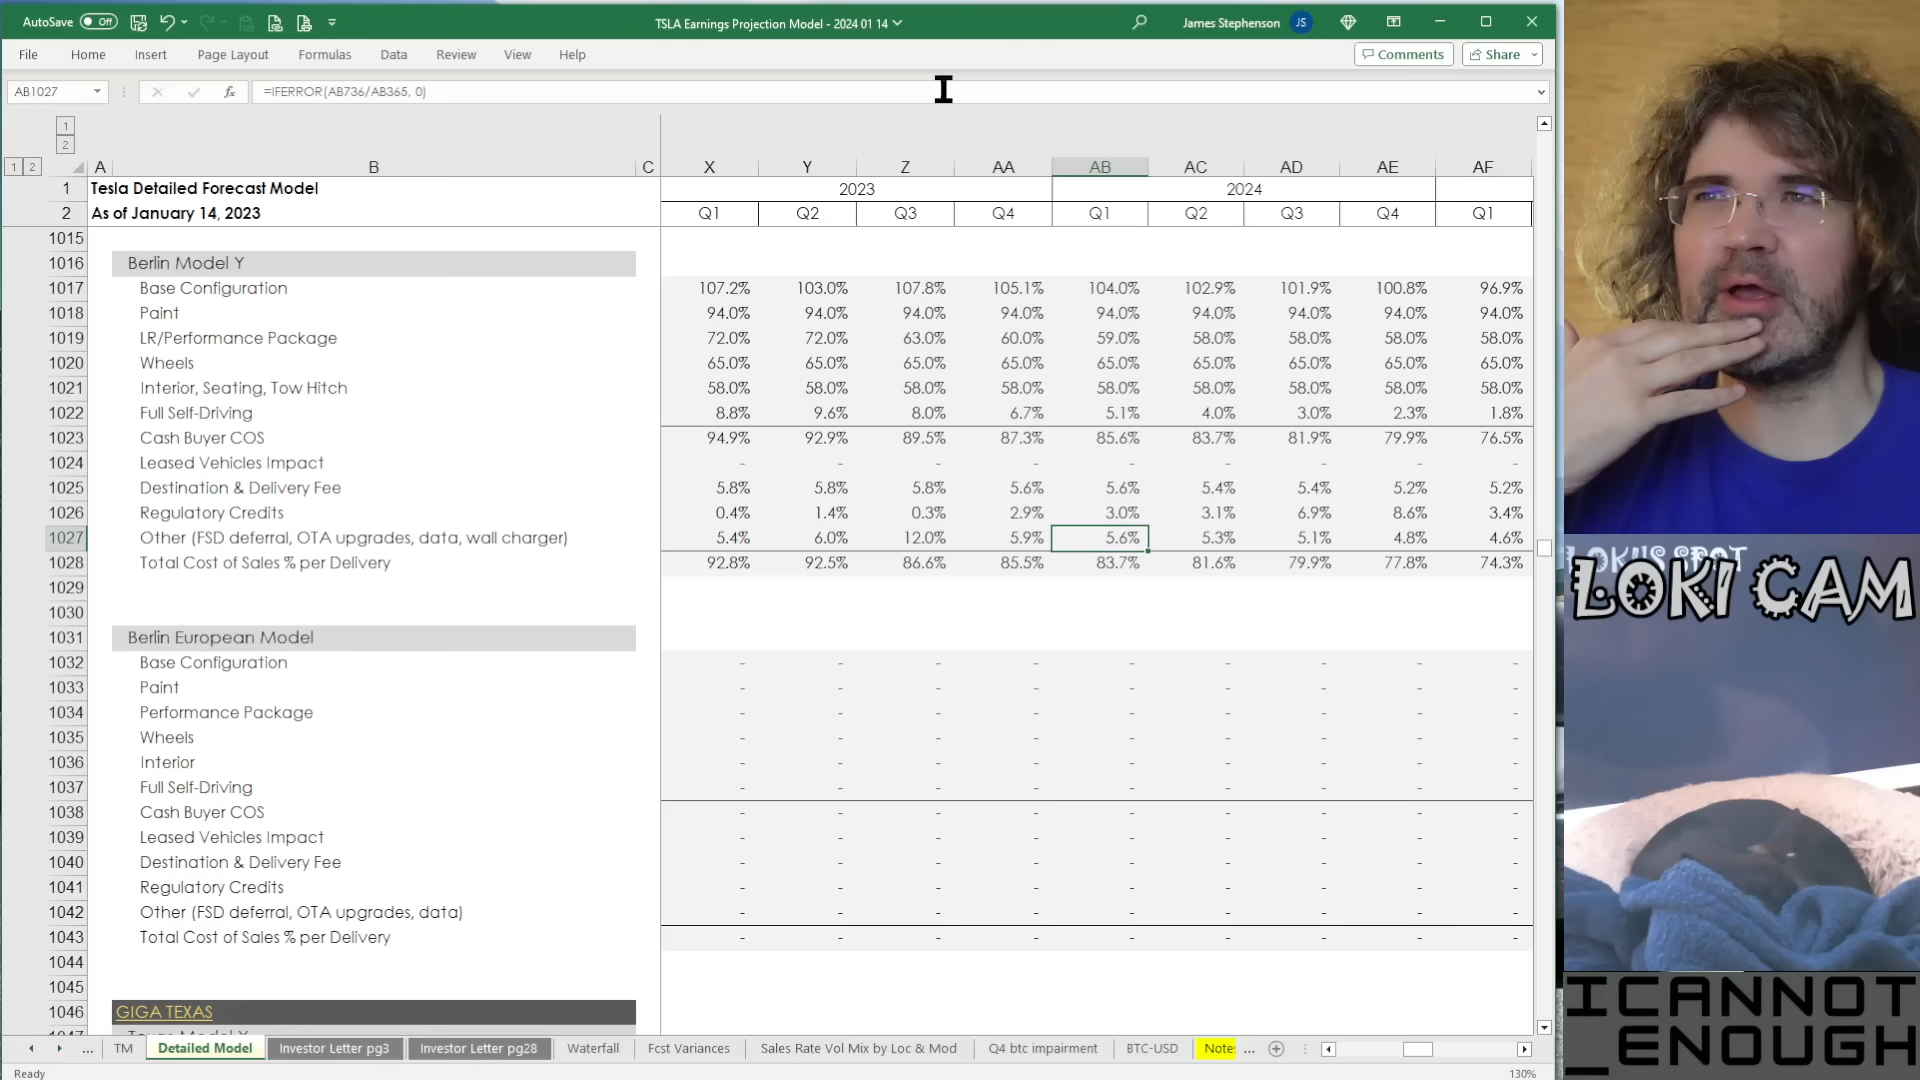 AutoSave Off TSLA Earnings Projection Model - 2024 01 14 James Stephenson JS
File Home Insert Page Layout Formulas Data Review View Help Comments Share
AB1027 fx =IFERROR(AB736/AB365, 0)
1
2
1 2 A B C X Y Z AA AB AC AD AE AF
1 Tesla Detailed Forecast Model 2023 2024
2 As of January 14, 2023 Q1 Q2 Q3 Q4 Q1 Q2 Q3 Q4 Q1
1015
1016 Berlin Model Y
1017 Base Configuration 107.2% 103.0% 107.8% 105.1% 104.0% 102.9% 101.9% 100.8% 96.9%
1018 Paint 94.0% 94.0% 94.0% 94.0% 94.0% 94.0% 94.0% 94.0% 94.0%
1019 LR/Performance Package 72.0% 72.0% 63.0% 60.0% 59.0% 58.0% 58.0% 58.0% 58.0%
1020 Wheels 65.0% 65.0% 65.0% 65.0% 65.0% 65.0% 65.0% 65.0% 65.0%
1021 Interior, Seating, Tow Hitch 58.0% 58.0% 58.0% 58.0% 58.0% 58.0% 58.0% 58.0% 58.0%
1022 Full Self-Driving 8.8% 9.6% 8.0% 6.7% 5.1% 4.0% 3.0% 2.3% 1.8%
1023 Cash Buyer COS 94.9% 92.9% 89.5% 87.3% 85.6% 83.7% 81.9% 79.9% 76.5%
1024 Leased Vehicles Impact - - - - - - - - -
1025 Destination & Delivery Fee 5.8% 5.8% 5.8% 5.6% 5.6% 5.4% 5.4% 5.2% 5.2%
1026 Regulatory Credits 0.4% 1.4% 0.3% 2.9% 3.0% 3.1% 6.9% 8.6% 3.4%
1027 Other (FSD deferral, OTA upgrades, data, wall charger) 5.4% 6.0% 12.0% 5.9% 5.6% 5.3% 5.1% 4.8% 4.6%
1028 Total Cost of Sales % per Delivery 92.8% 92.5% 86.6% 85.5% 83.7% 81.6% 79.9% 77.8% 74.3%
1029
1030
1031 Berlin European Model
1032 Base Configuration - - - - - - - - -
1033 Paint - - - - - - - - -
1034 Performance Package - - - - - - - - -
1035 Wheels - - - - - - - - -
1036 Interior - - - - - - - - -
1037 Full Self-Driving - - - - - - - - -
1038 Cash Buyer COS - - - - - - - - -
1039 Leased Vehicles Impact - - - - - - - - -
1040 Destination & Delivery Fee - - - - - - - - -
1041 Regulatory Credits - - - - - - - - -
1042 Other (FSD deferral, OTA upgrades, data) - - - - - - - - -
1043 Total Cost of Sales % per Delivery - - - - - - - - -
1044
1045
1046 GIGA TEXAS
1047 Texas Model Y
... TM Detailed Model Investor Letter pg3 Investor Letter pg28 Waterfall Fcst Variances Sales Rate Vol Mix by Loc & Mod Q4 btc impairment BTC-USD Note ...
Ready 130%
LOKI'S SPOT
LOKI CAM
ICANNOT
_ENOUGH